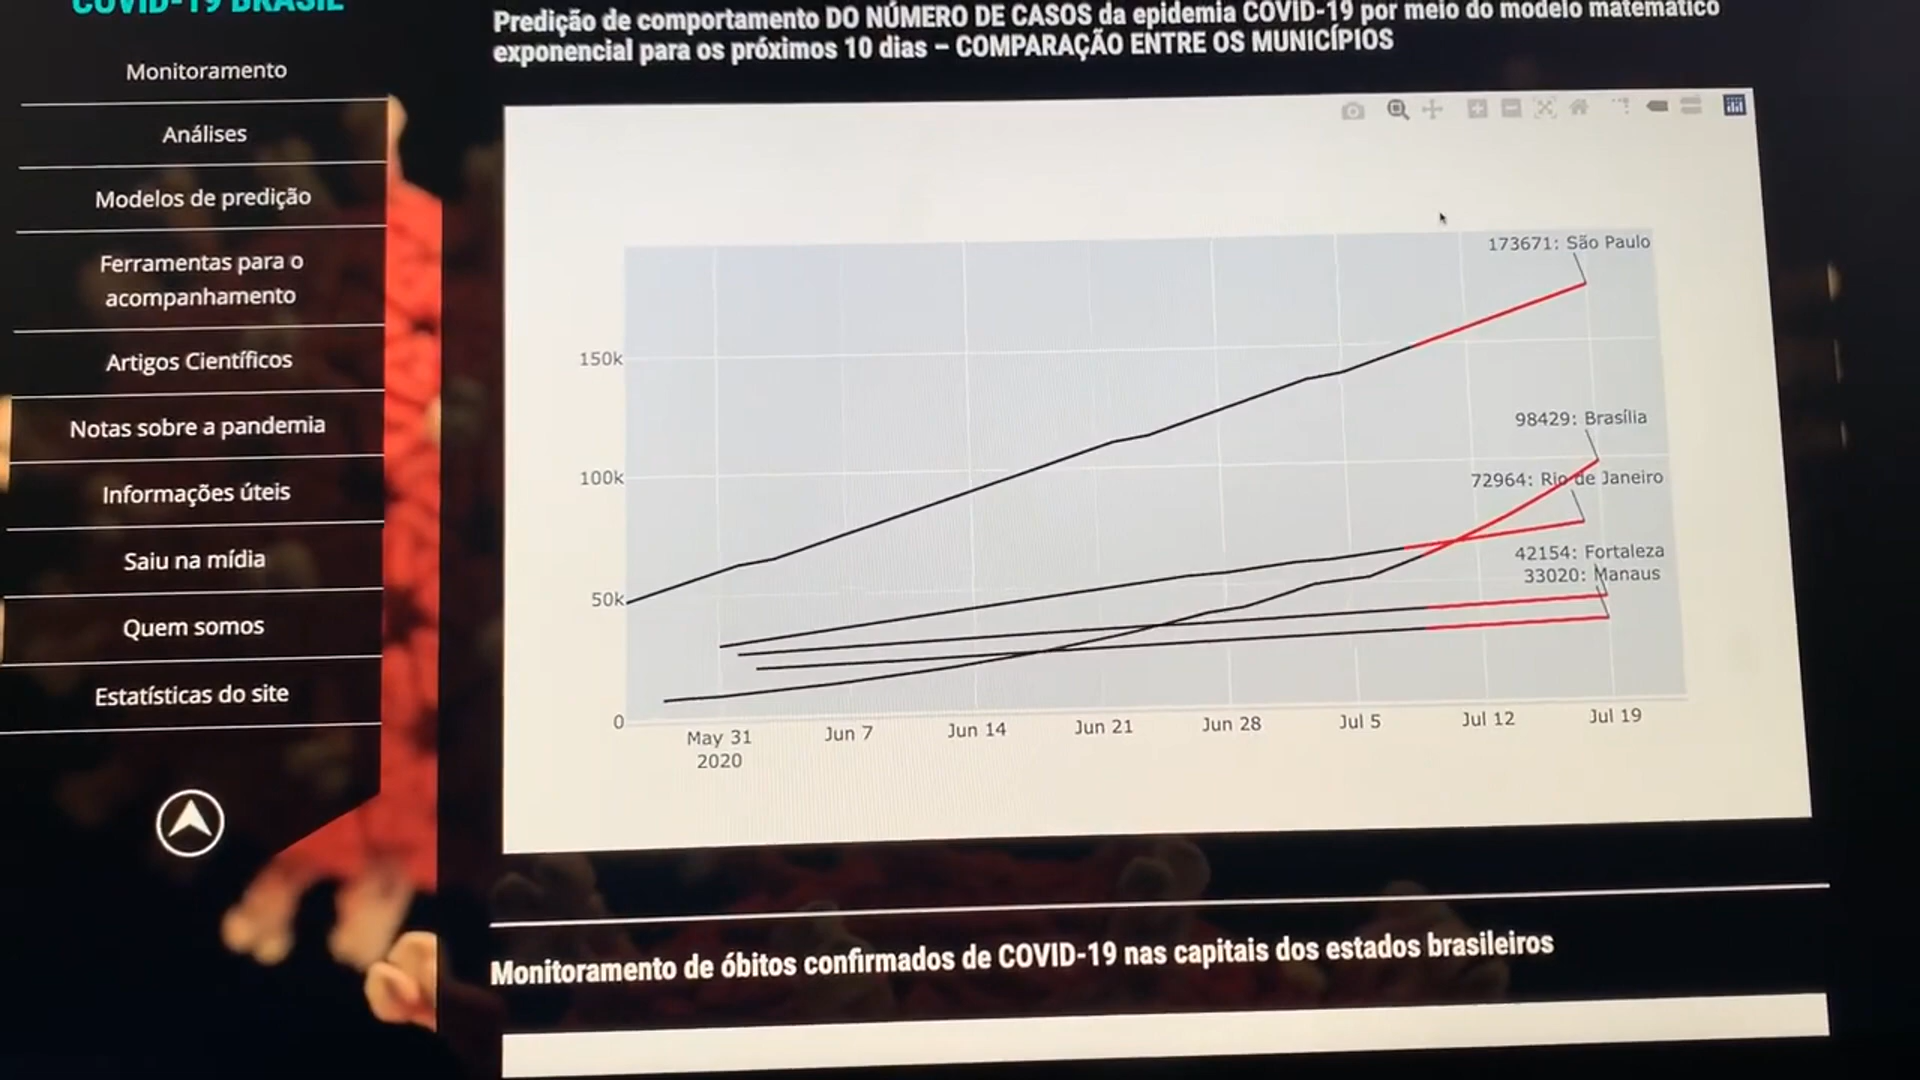 COVID-19 BRASIL
Monitoramento
Análises
Modelos de predição
Ferramentas para o
acompanhamento
Artigos Científicos
Notas sobre a pandemia
Informações úteis
Saiu na mídia
Quem somos
Estatísticas do site
Predição de comportamento DO NÚMERO DE CASOS da epidemia COVID-19 por meio do modelo matemático
exponencial para os próximos 10 dias – COMPARAÇÃO ENTRE OS MUNICÍPIOS
173671: São Paulo
150k
98429: Brasília
100k
72964: Rio de Janeiro
42154: Fortaleza
33020: Manaus
50k
0
May 31
2020
Jun 7
Jun 14
Jun 21
Jun 28
Jul 5
Jul 12
Jul 19
Monitoramento de óbitos confirmados de COVID-19 nas capitais dos estados brasileiros